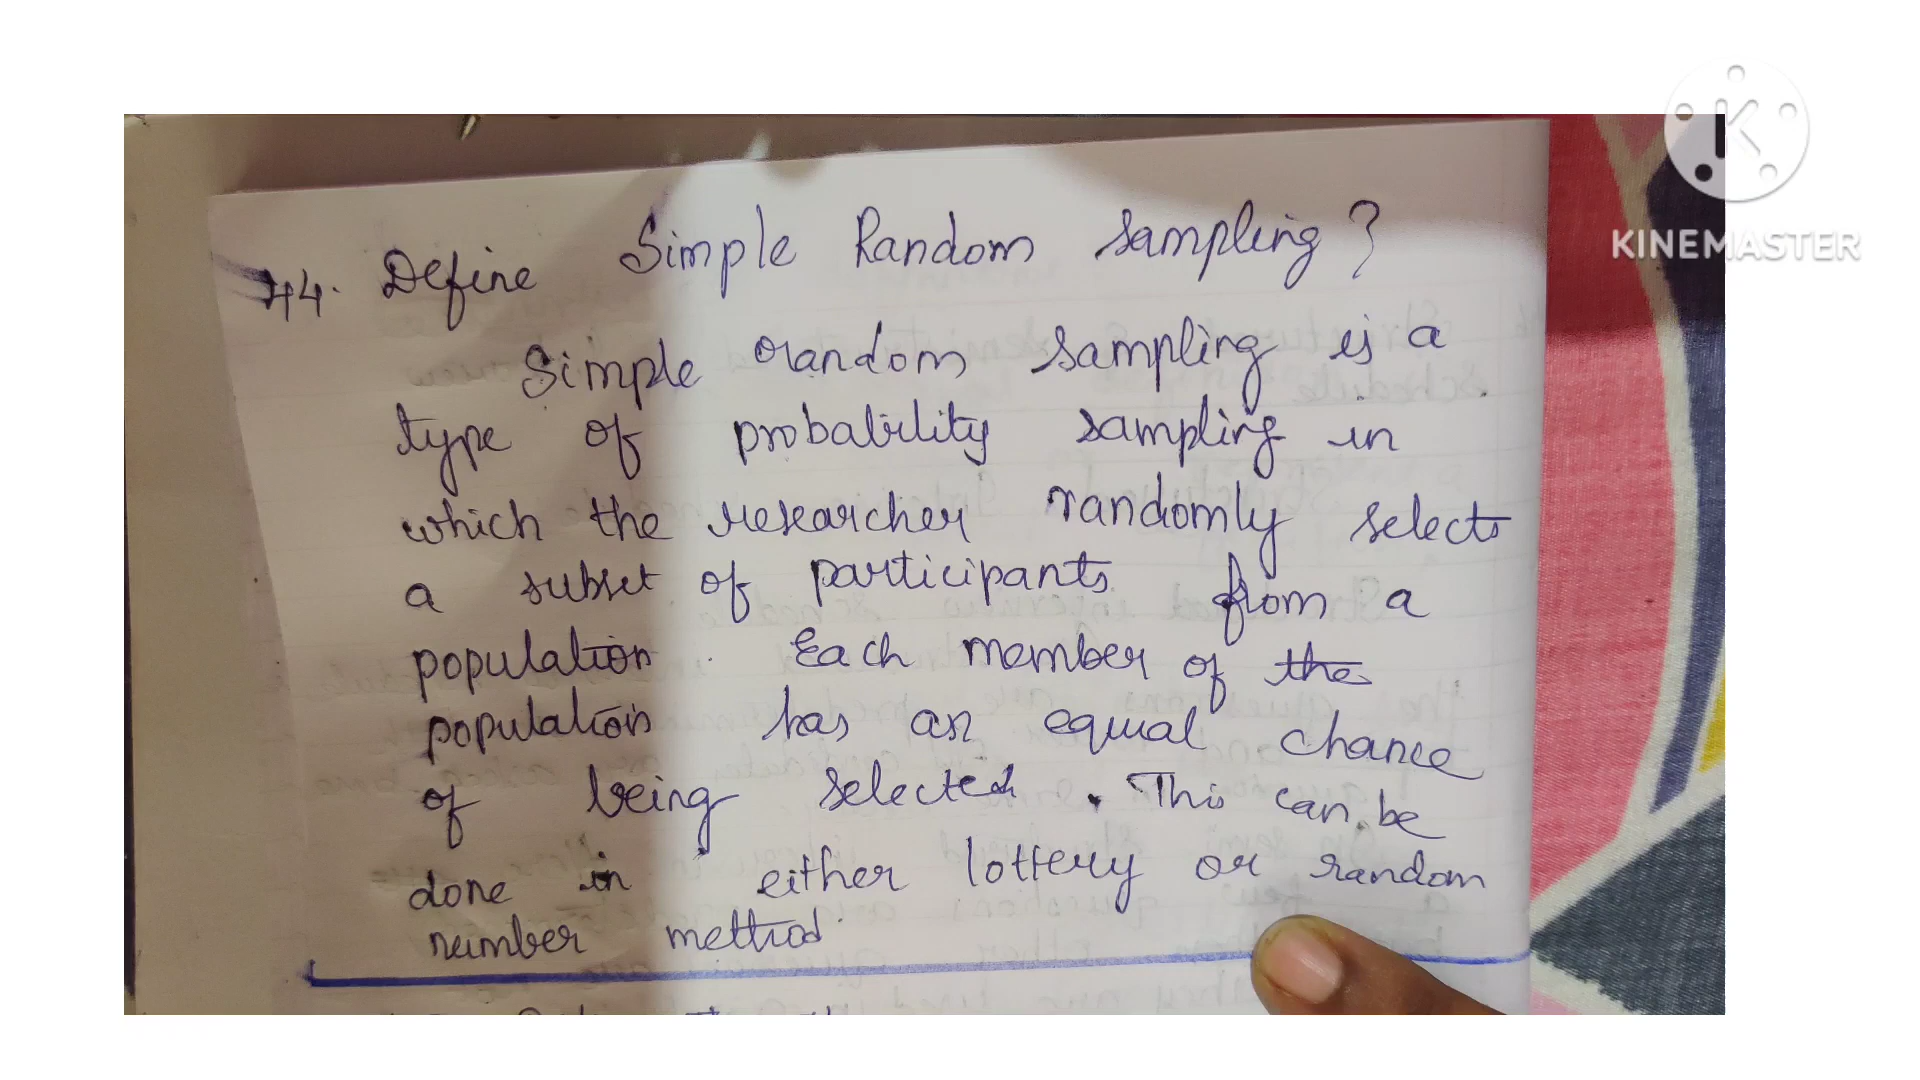 44. Define Simple Random Sampling?
Simple random sampling is a
type of probability sampling in
which the researcher randomly selects
a subset of participants from a
population. Each member of the
population has an equal chance
of being selected. This can be
done in either lottery or random
number method.
KINEMASTER